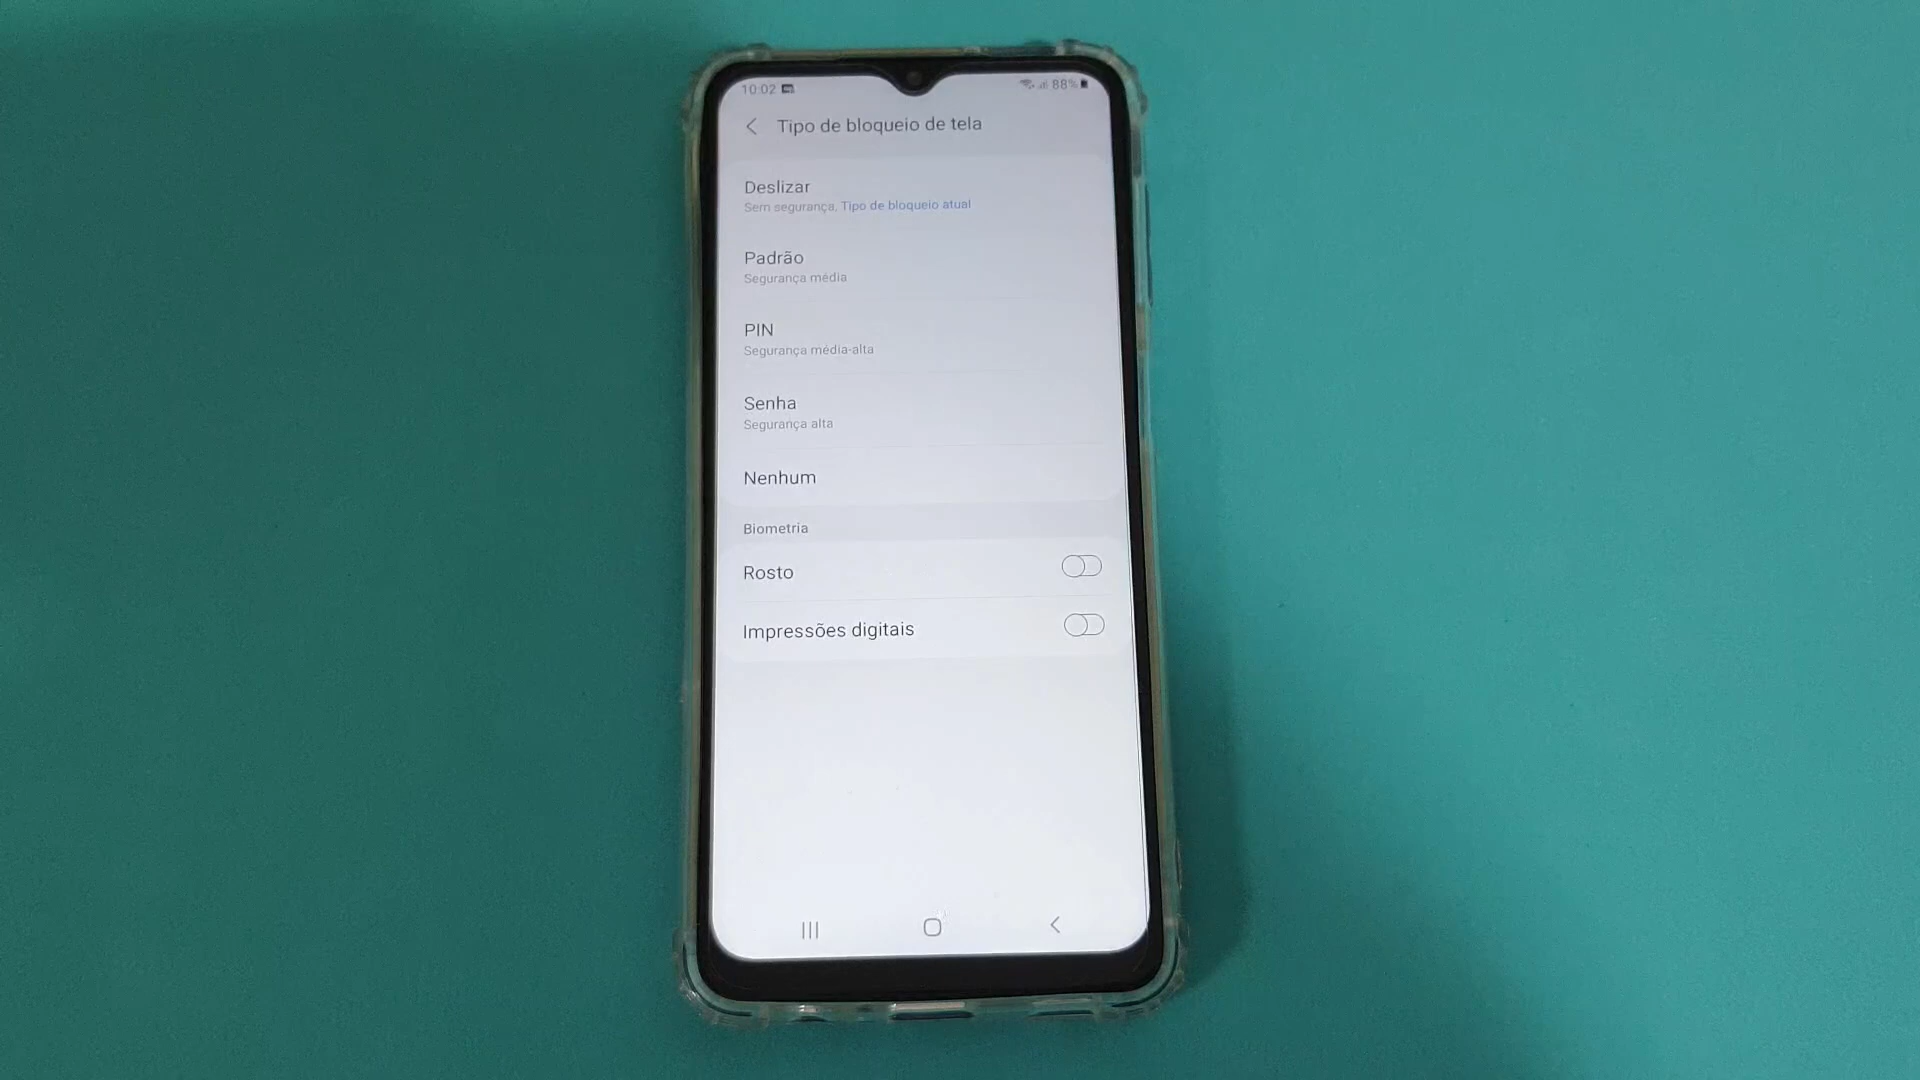 10:02 88%
Tipo de bloqueio de tela
Deslizar
Sem segurança, Tipo de bloqueio atual
Padrão
Segurança média
PIN
Segurança média-alta
Senha
Segurança alta
Nenhum
Biometria
Rosto
Impressões digitais